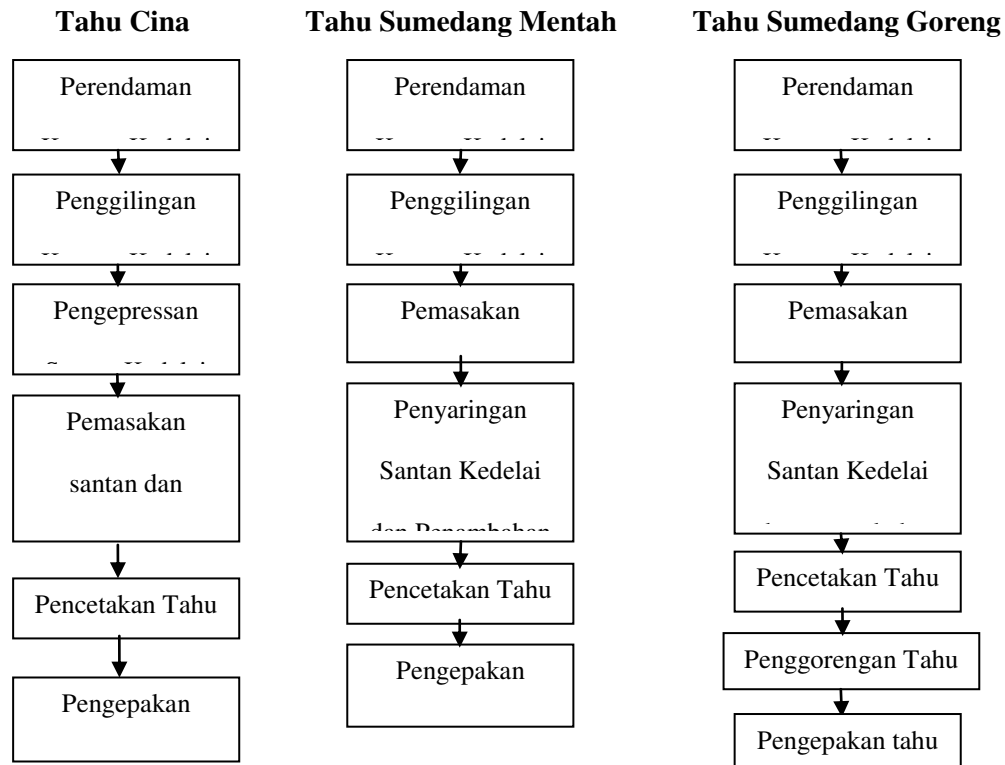 Tahu Cina
Perendaman
Penggilingan
Pengepressan
Pemasakan
santan dan
Pencetakan Tahu
Pengepakan
Tahu Sumedang Mentah
Perendaman
Penggilingan
Pemasakan
Penyaringan
Santan Kedelai
dan Penambahan
Pencetakan Tahu
Pengepakan
Tahu Sumedang Goreng
Perendaman
Penggilingan
Pemasakan
Penyaringan
Santan Kedelai
Pencetakan Tahu
Penggorengan Tahu
Pengepakan tahu